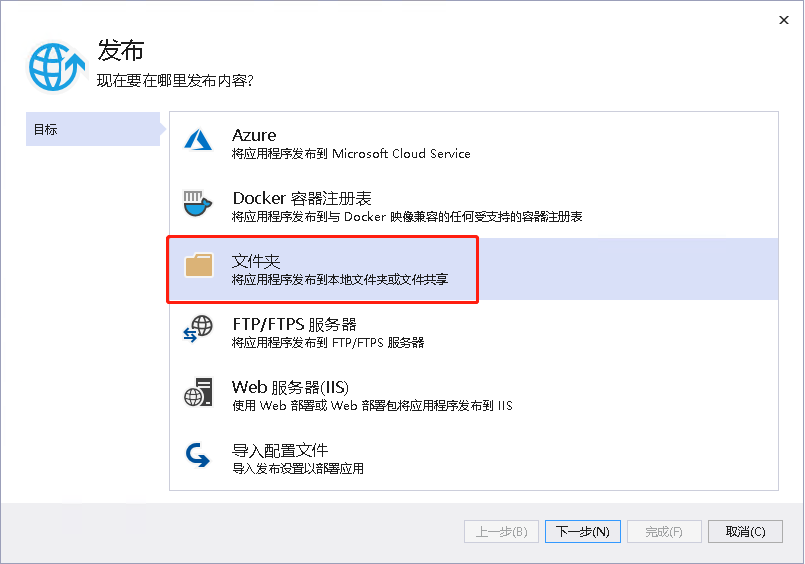 发布
现在要在哪里发布内容?
目标
Azure
将应用程序发布到 Microsoft Cloud Service
Docker 容器注册表
将应用程序发布到与 Docker 映像兼容的任何受支持的容器注册表
文件夹
将应用程序发布到本地文件夹或文件共享
FTP/FTPS 服务器
将应用程序发布到 FTP/FTPS 服务器
Web 服务器(IIS)
使用 Web 部署或 Web 部署包将应用程序发布到 IIS
导入配置文件
导入发布设置以部署应用
上一步(B) 下一步(N) 完成(F) 取消(C)